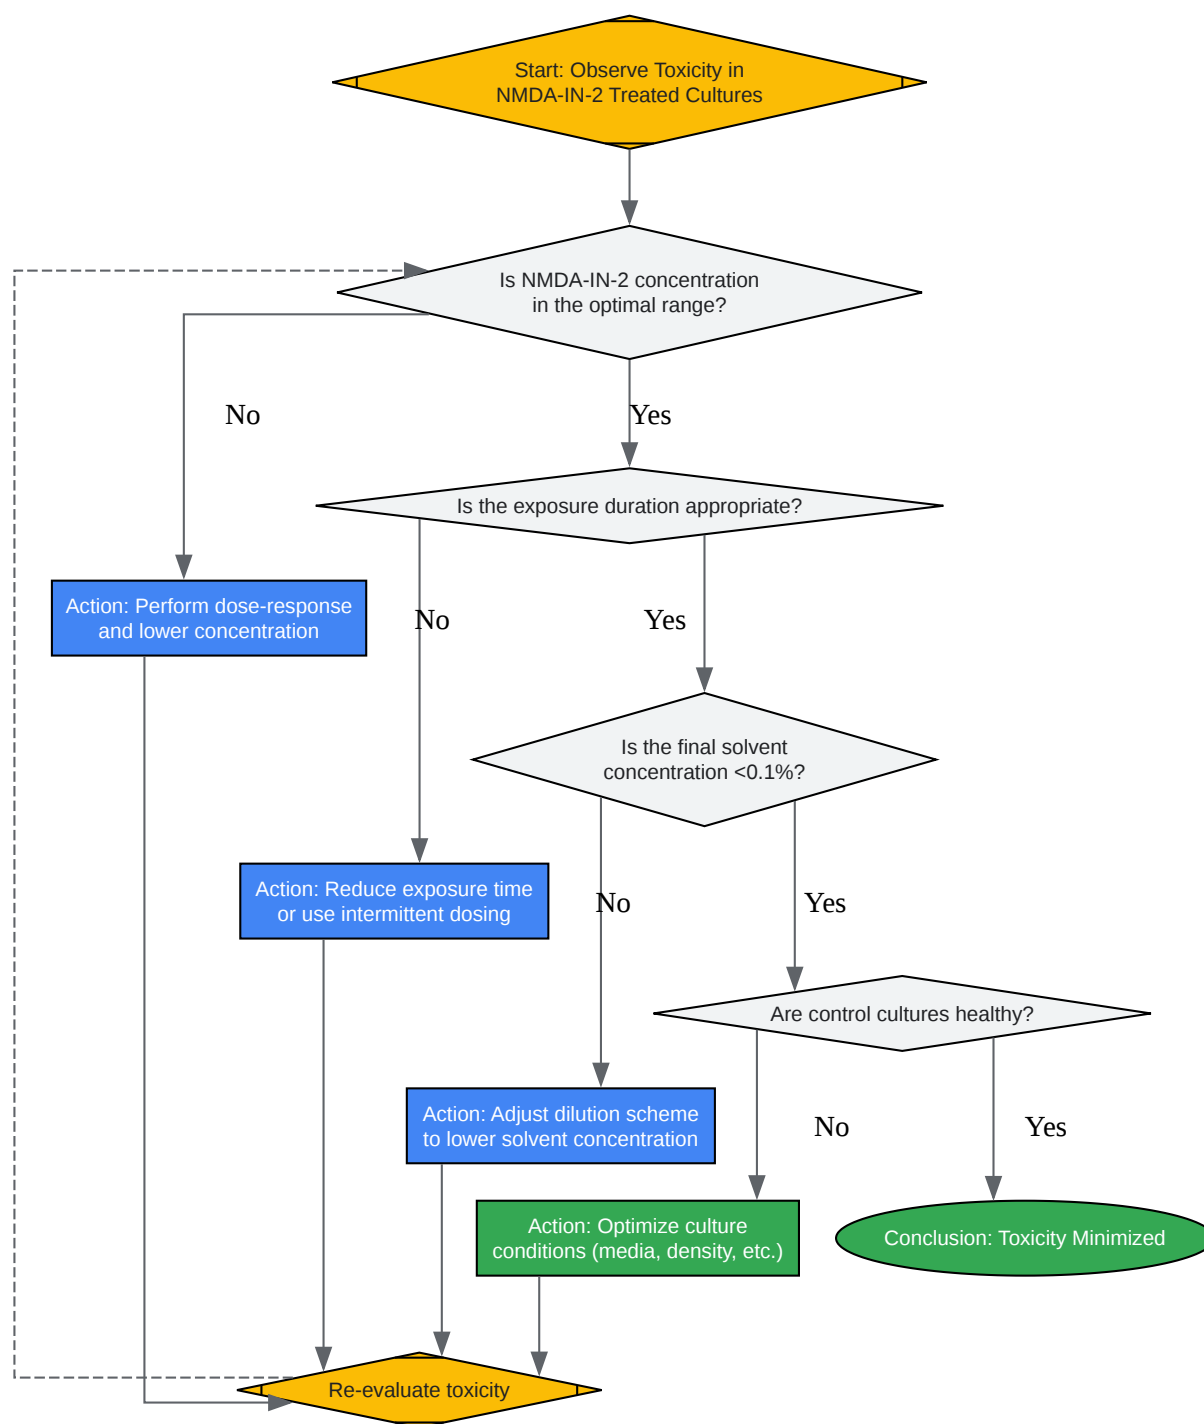 Start: Observe Toxicity in
NMDA-IN-2 Treated Cultures
Is NMDA-IN-2 concentration
in the optimal range?
No
Yes
Is the exposure duration appropriate?
Action: Perform dose-response
and lower concentration
No
Yes
Is the final solvent
concentration <0.1%?
Action: Reduce exposure time
or use intermittent dosing
No
Yes
Are control cultures healthy?
Action: Adjust dilution scheme
to lower solvent concentration
No
Yes
Action: Optimize culture
conditions (media, density, etc.)
Conclusion: Toxicity Minimized
Re-evaluate toxicity